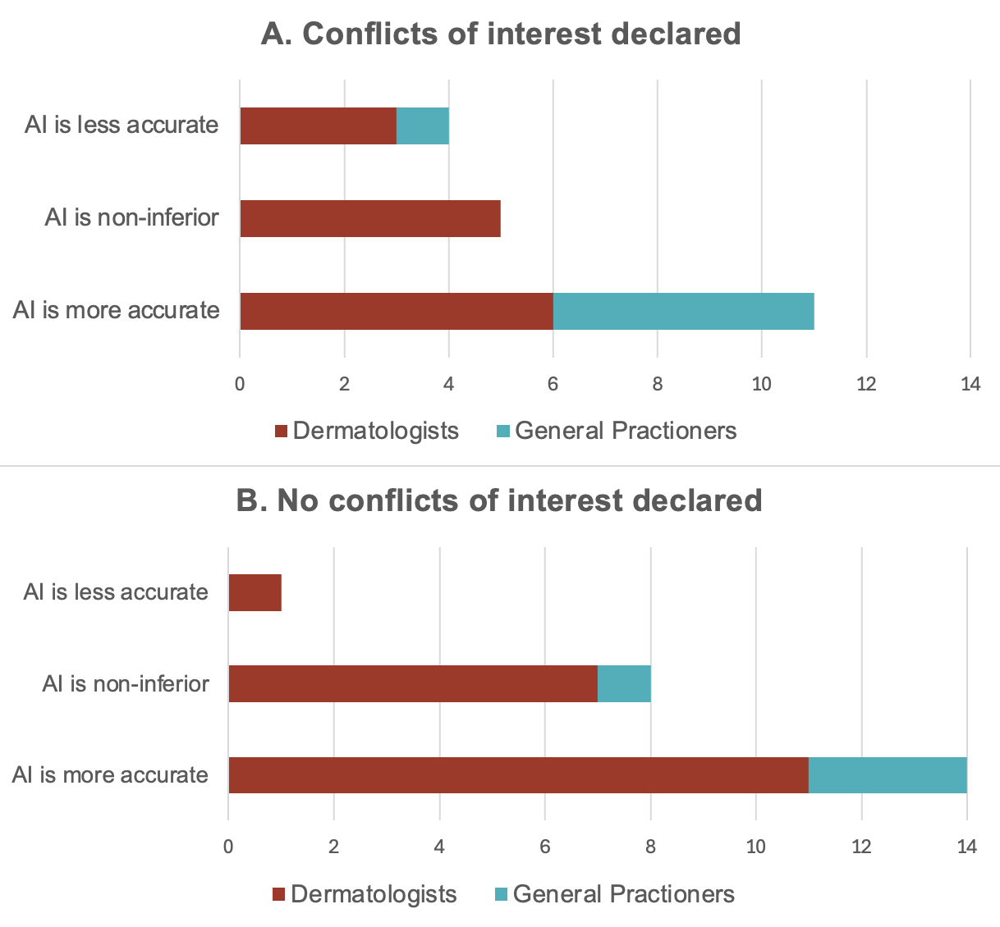 A. Conflicts of interest declared
AI is less accurate
AI is non-inferior
AI is more accurate
0 2 4 6 8 10 12 14
Dermatologists General Practioners
B. No conflicts of interest declared
AI is less accurate
AI is non-inferior
AI is more accurate
0 2 4 6 8 10 12 14
Dermatologists General Practioners